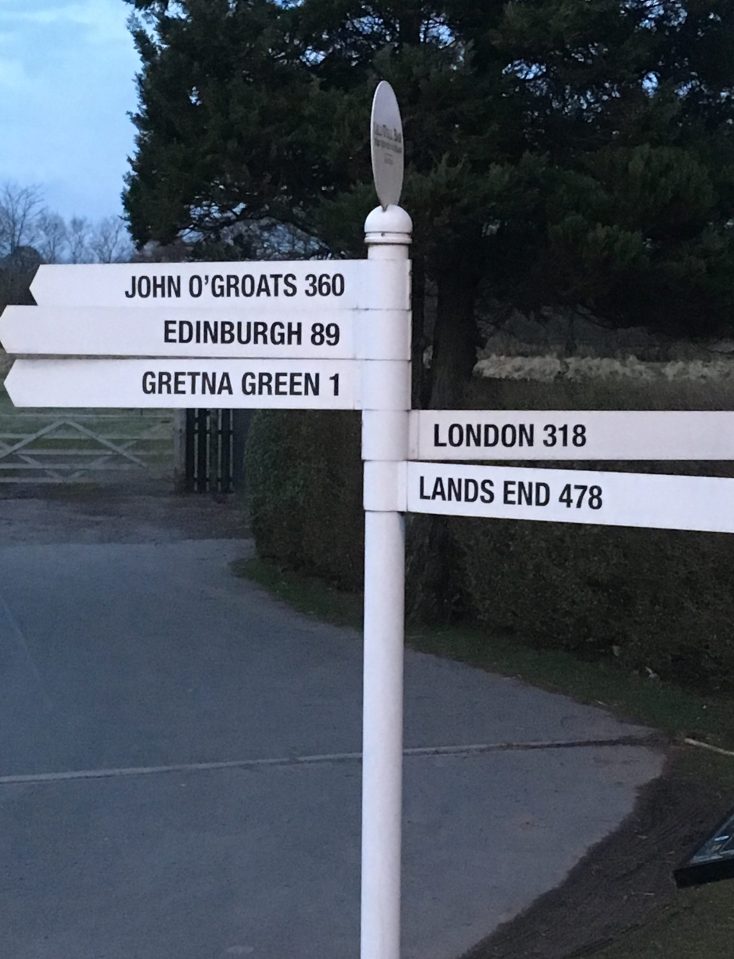 JOHN O'GROATS 360
EDINBURGH 89
GRETNA GREEN 1
LONDON 318
LANDS END 478